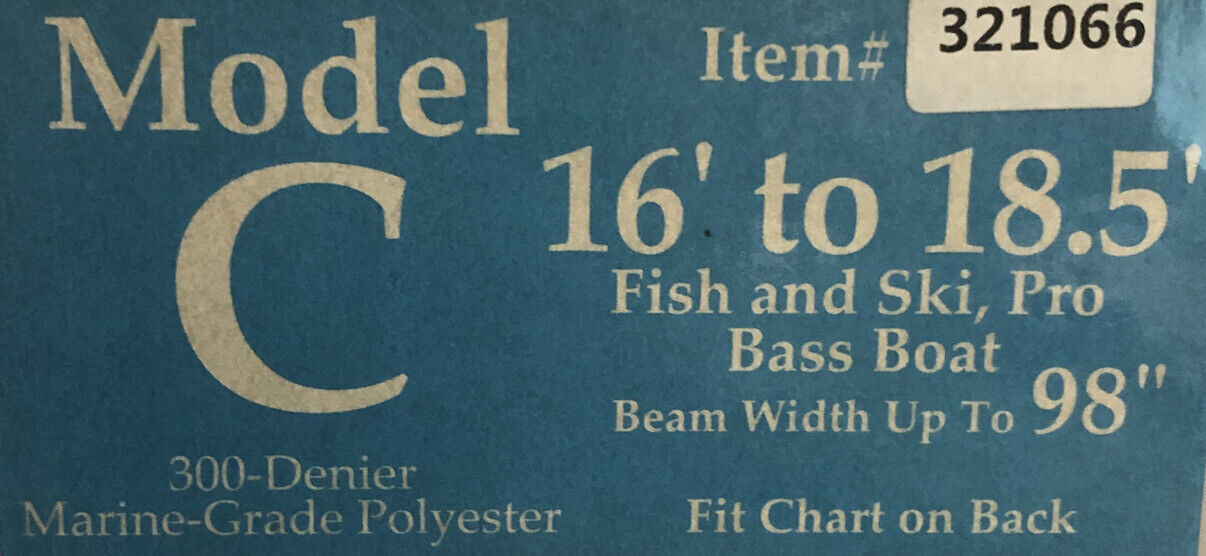 Model
C
300-Denier
Marine-Grade Polyester
Item# 321066
16' to 18.5'
Fish and Ski, Pro
Bass Boat
Beam Width Up To 98"
Fit Chart on Back